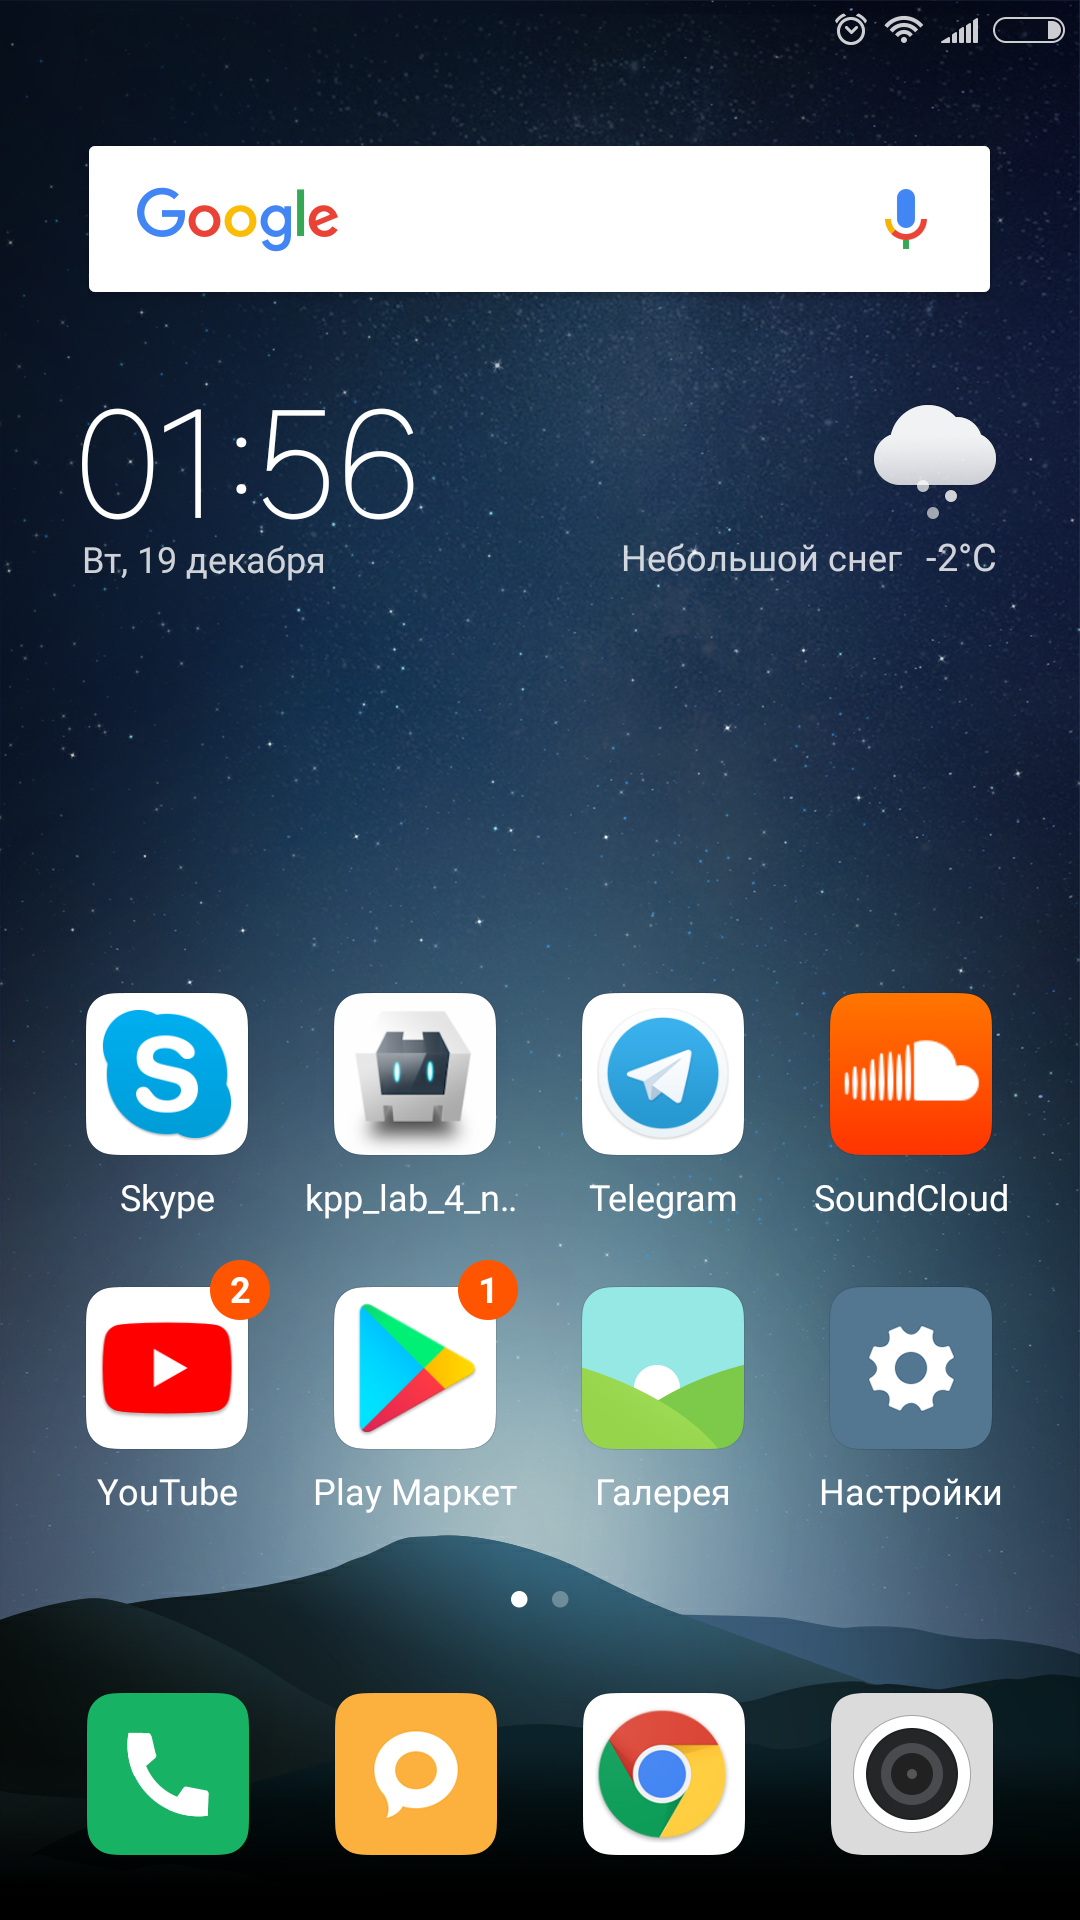 Google
01:56
Вт, 19 декабря
Небольшой снег -2°C
Skype
kpp_lab_4_n..
Telegram
SoundCloud
2
1
YouTube
Play Маркет
Галерея
Настройки